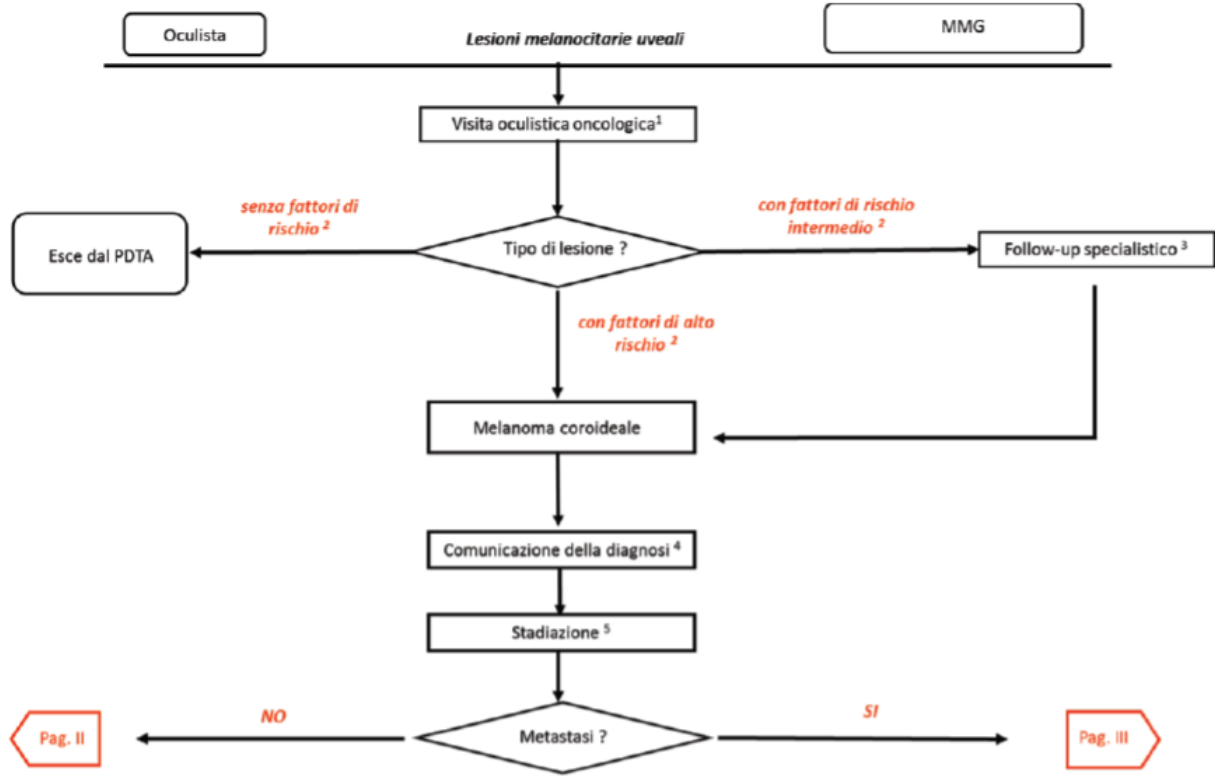 Oculista
Lesioni melanocitarie uveali
MMG
Visita oculistica oncologica¹
senza fattori di
rischio ²
Tipo di lesione ?
con fattori di rischio
intermedio ²
Esce dal PDTA
Follow-up specialistico ³
con fattori di alto
rischio ²
Melanoma coroideale
Comunicazione della diagnosi ⁴
Stadiazione ⁵
NO
Metastasi ?
SI
Pag. II
Pag. III